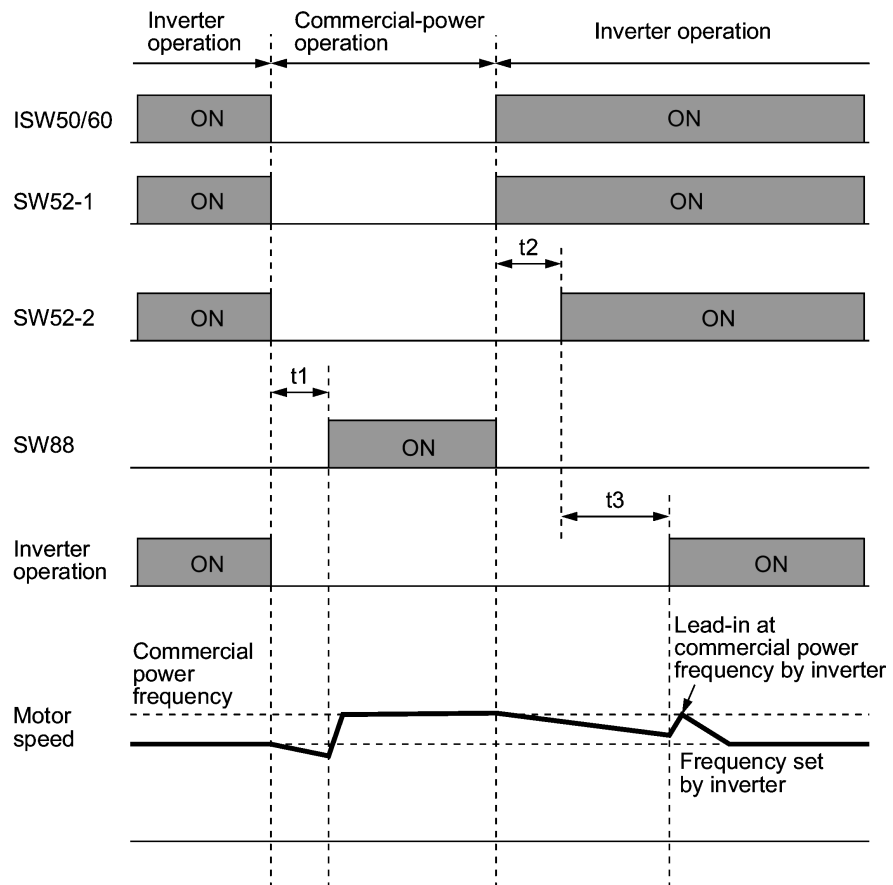 Inverter
operation
Commercial-power
operation
Inverter operation
ISW50/60
ON
ON
SW52-1
ON
ON
t2
SW52-2
ON
ON
t1
SW88
ON
t3
Inverter
operation
ON
ON
Lead-in at
commercial power
frequency by inverter
Commercial
power
frequency
Motor
speed
Frequency set
by inverter